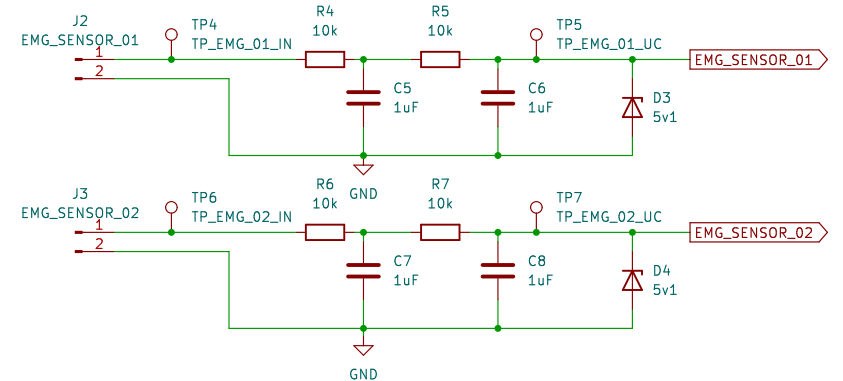 J2
EMG_SENSOR_01
1
2
TP4
TP_EMG_01_IN
R4
10k
C5
1uF
R5
10k
C6
1uF
TP5
TP_EMG_01_UC
D3
5v1
EMG_SENSOR_01
GND
J3
EMG_SENSOR_02
1
2
TP6
TP_EMG_02_IN
R6
10k
C7
1uF
R7
10k
C8
1uF
TP7
TP_EMG_02_UC
D4
5v1
EMG_SENSOR_02
GND